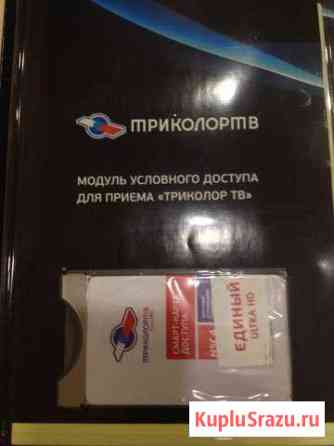 ТРИКОЛОРТВ
МОДУЛЬ УСЛОВНОГО ДОСТУПА
ДЛЯ ПРИЕМА «ТРИКОЛОР ТВ»
ТРИКОЛОРТВ
СМАРТ-КАРТА
ДОСТУПА
ЕДИНЫЙ
ULTRA HD
KupluSrazu.ru